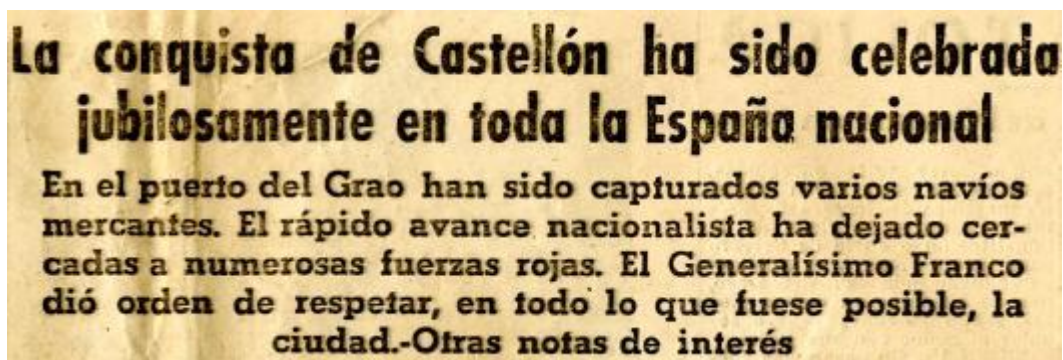 La conquista de Castellón ha sido celebrada
jubilosamente en toda la España nacional
En el puerto del Grao han sido capturados varios navíos
mercantes. El rápido avance nacionalista ha dejado cer-
cadas a numerosas fuerzas rojas. El Generalísimo Franco
dió orden de respetar, en todo lo que fuese posible, la
ciudad.-Otras notas de interés